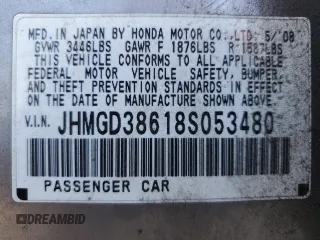 MFD. IN JAPAN BY HONDA MOTOR CO.,LTD. 5/08
GVWR 3446LBS GAWR F 1876LBS R 1587LBS
THIS VEHICLE CONFORMS TO ALL APPLICABLE
FEDERAL MOTOR VEHICLE SAFETY, BUMPER,
AND THEFT PREVENTION STANDARDS IN EFFECT
ON THE DATE OF MANUFACTURE SHOWN ABOVE.
V.I.N. JHMGD38618S053480
PASSENGER CAR
DREAMBID